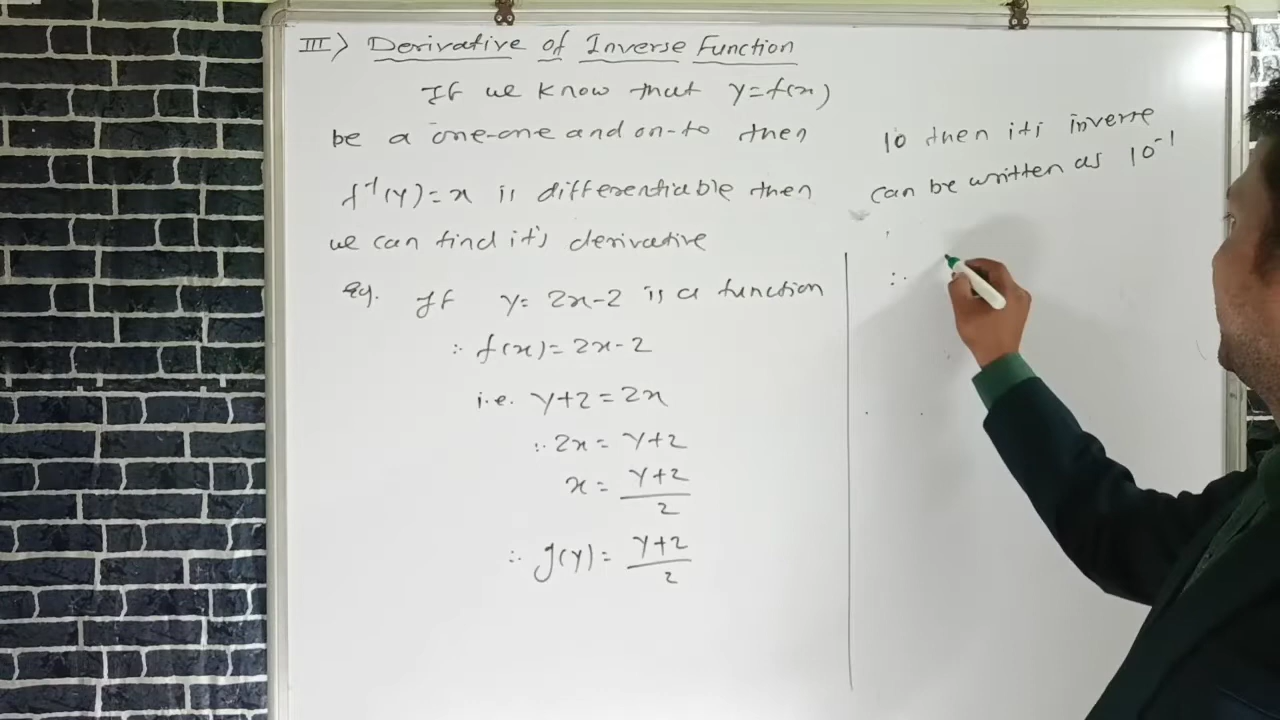 III) Derivative of Inverse Function
If we know that y=f(x)
be a one-one and on-to then
f⁻¹(y)=x is differentiable then
we can find it's derivative
eg. If y= 2x-2 is a function
∴ f(x)=2x-2
i.e. y+2=2x
∴ 2x= y+2
x= y+2/2
∴ g(y)= y+2/2
10 then it's inverse
can be written as 10⁻¹
∴